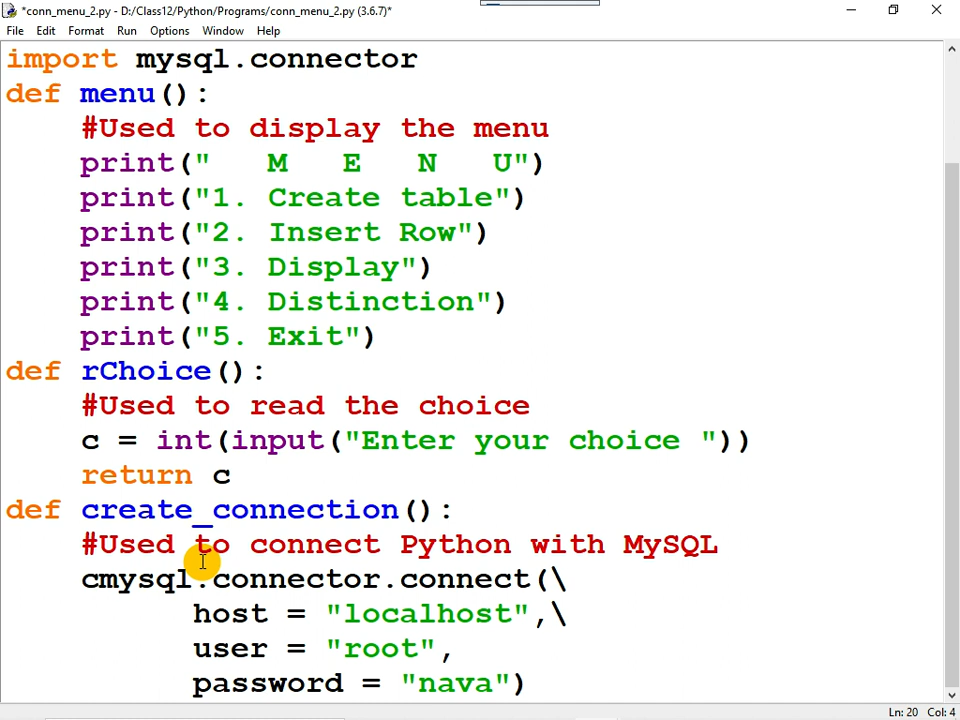 *conn_menu_2.py - D:/Class12/Python/Programs/conn_menu_2.py (3.6.7)*
File Edit Format Run Options Window Help
import mysql.connector
def menu():
    #Used to display the menu
    print("   M   E   N   U")
    print("1. Create table")
    print("2. Insert Row")
    print("3. Display")
    print("4. Distinction")
    print("5. Exit")
def rChoice():
    #Used to read the choice
    c = int(input("Enter your choice "))
    return c
def create_connection():
    #Used to connect Python with MySQL
    cmysql.connector.connect(\
          host = "localhost",\
          user = "root",
          password = "nava")
Ln: 20 Col: 4